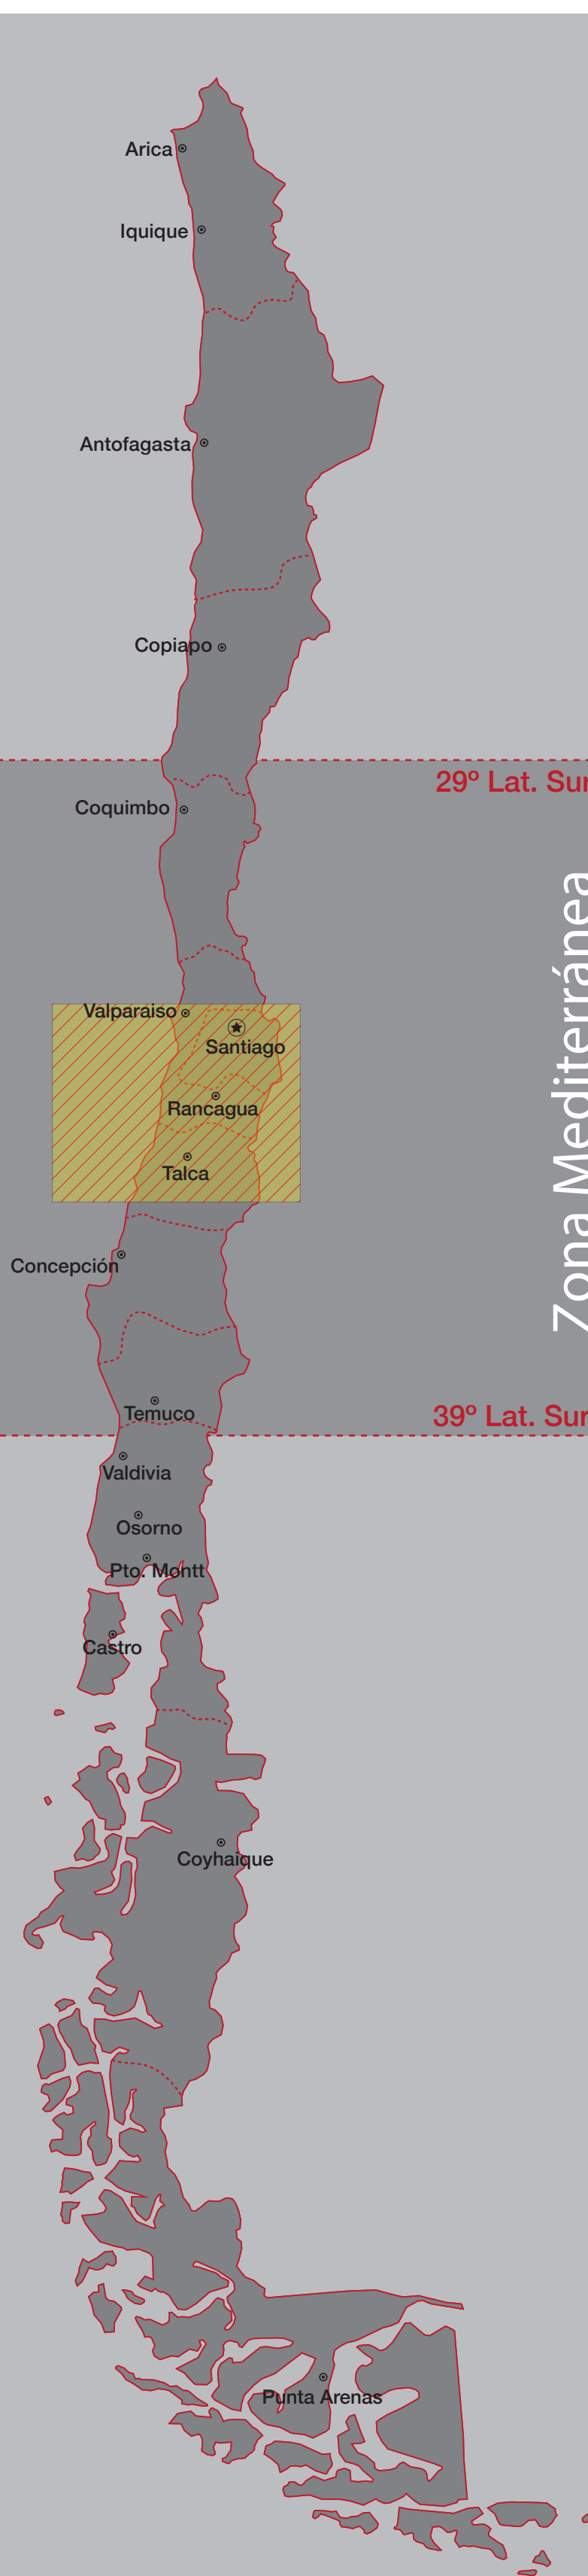 Arica
Iquique
Antofagasta
Copiapo
29º Lat. Sur
Coquimbo
Zona Mediterránea
Valparaiso
Santiago
Rancagua
Talca
Concepción
Temuco
39º Lat. Sur
Valdivia
Osorno
Pto. Montt
Castro
Coyhaique
Punta Arenas